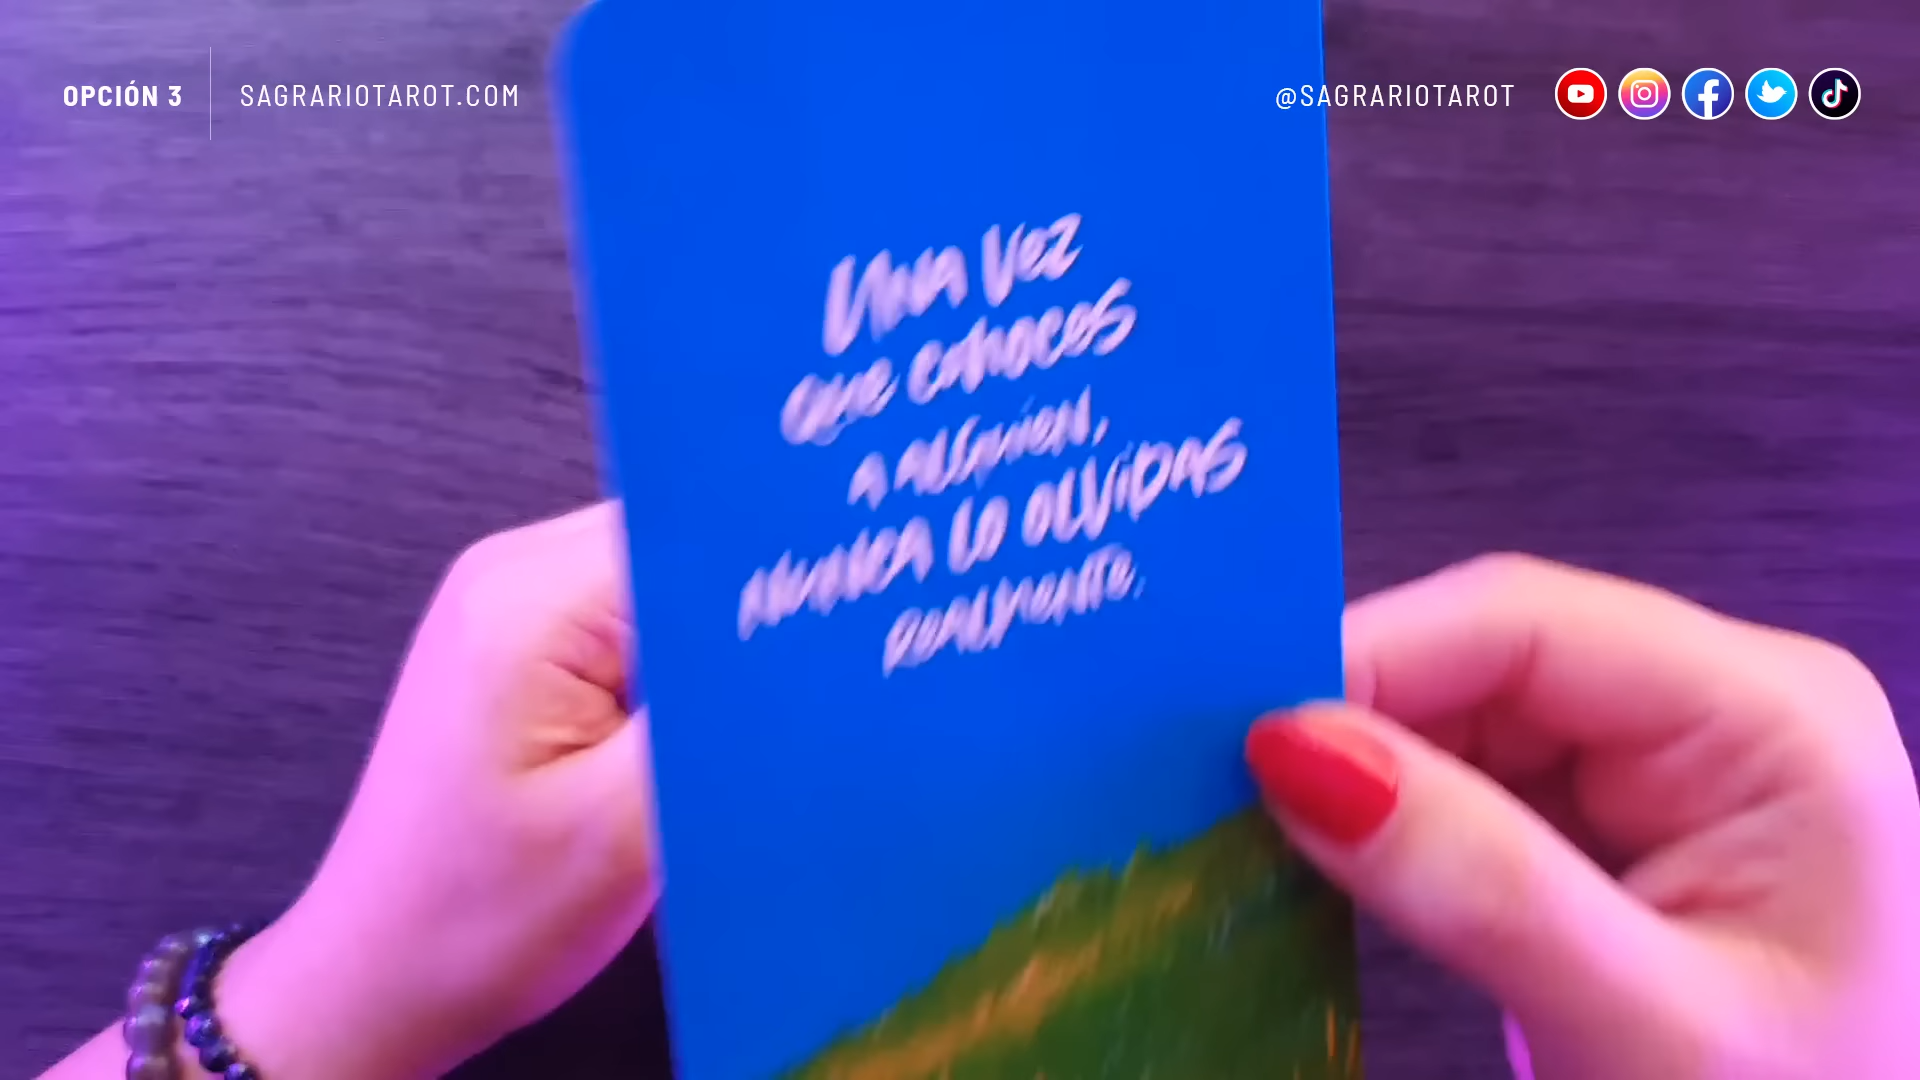 OPCIÓN 3
SAGRARIOTAROT.COM
@SAGRARIOTAROT
Una vez
que conoces
a alguien,
nunca lo olvidas
realmente.